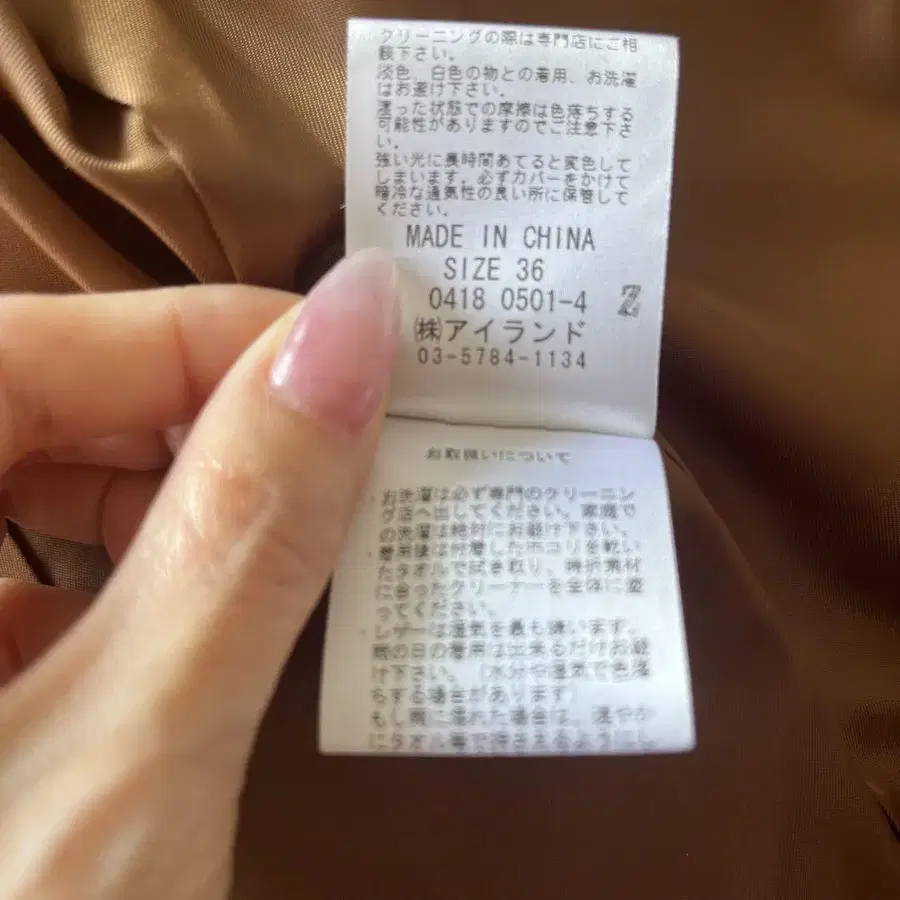 クリーニングの際は専門店にご相
談下さい。
淡色、白色の物との着用、お洗濯
はお避け下さい。
湿った状態での摩擦は色落ちする
可能性がありますのでご注意下さ
い。
強い光に長時間あてると変色して
しまいます。必ずカバーをかけて
暗冷な通気性の良い所に保管して
ください。
MADE IN CHINA
SIZE 36
0418 0501-4 Z
㈱アイランド
03-5784-1134
お取扱いについて
・お洗濯は必ず専門のクリーニン
グ店へ出してください。家庭で
の洗濯は絶対にお避け下さい。
・着用後は付着したホコリを乾い
たタオルで拭き取り、時折素材
に合ったクリーナーを全体に塗
ってください。
・レザーは湿気を最も嫌います。
雨の日の着用は出来るだけお避
け下さい。（水分や湿気で色落
ちする場合があります）
もし雨に濡れた場合は、速やか
にタオル等で押さえるようにし